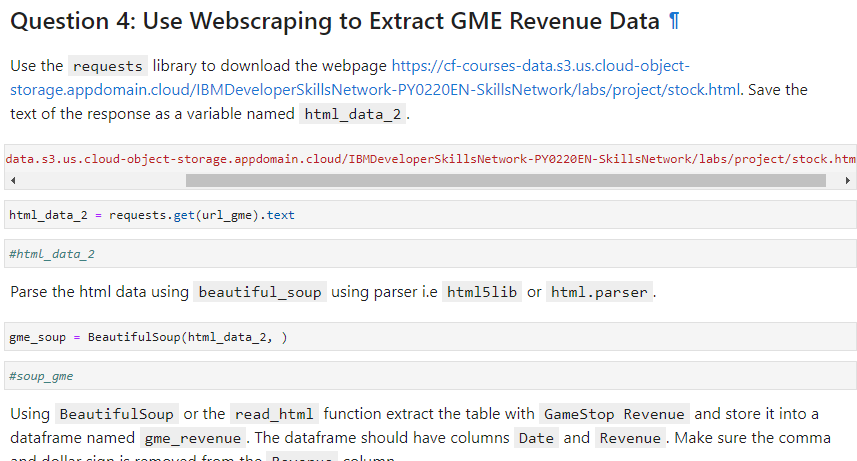 Question 4: Use Webscraping to Extract GME Revenue Data ¶
Use the requests library to download the webpage https://cf-courses-data.s3.us.cloud-object-
storage.appdomain.cloud/IBMDeveloperSkillsNetwork-PY0220EN-SkillsNetwork/labs/project/stock.html. Save the
text of the response as a variable named html_data_2.
data.s3.us.cloud-object-storage.appdomain.cloud/IBMDeveloperSkillsNetwork-PY0220EN-SkillsNetwork/labs/project/stock.htm
html_data_2 = requests.get(url_gme).text
#html_data_2
Parse the html data using beautiful_soup using parser i.e html5lib or html.parser.
gme_soup = BeautifulSoup(html_data_2, )
#soup_gme
Using BeautifulSoup or the read_html function extract the table with GameStop Revenue and store it into a
dataframe named gme_revenue. The dataframe should have columns Date and Revenue. Make sure the comma
and dollar sign is removed from the Revenue column